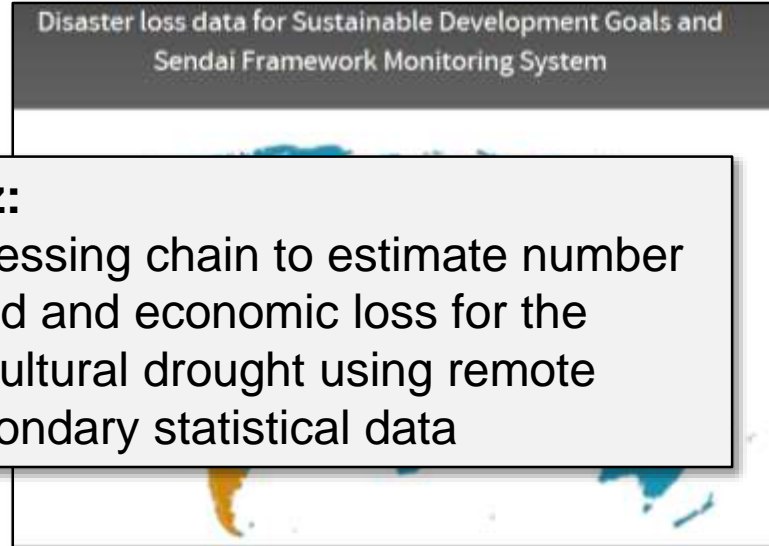 Disaster loss data for Sustainable Development Goals and
Sendai Framework Monitoring System
z:
essing chain to estimate number
d and economic loss for the
ultural drought using remote
ondary statistical data